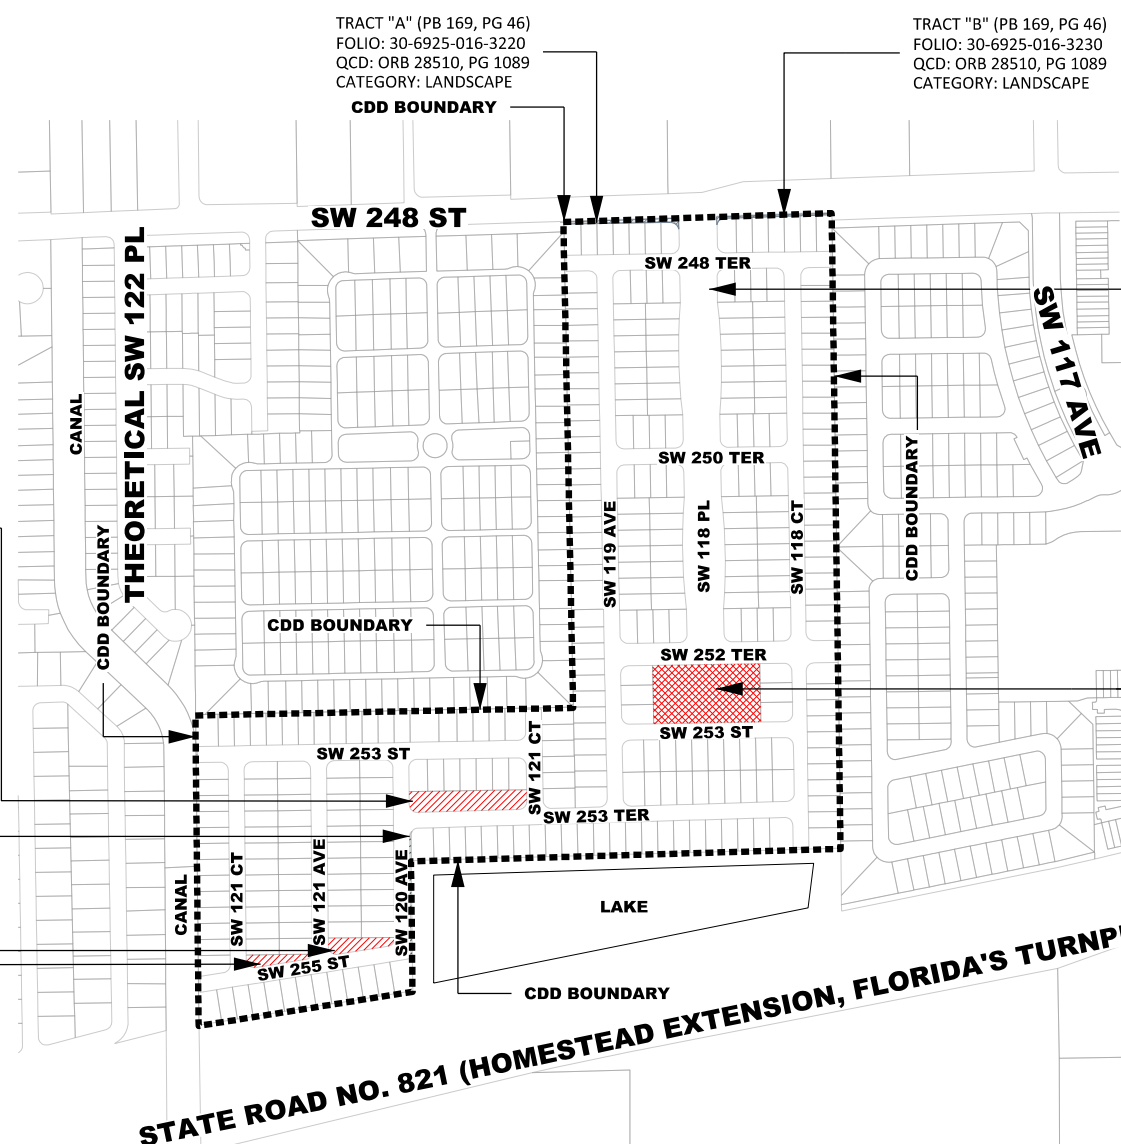 TRACT "A" (PB 169, PG 46)
FOLIO: 30-6925-016-3220
QCD: ORB 28510, PG 1089
CATEGORY: LANDSCAPE
CDD BOUNDARY
TRACT "B" (PB 169, PG 46)
FOLIO: 30-6925-016-3230
QCD: ORB 28510, PG 1089
CATEGORY: LANDSCAPE
SW 248 ST
THEORETICAL SW 122 PL
SW 248 TER
SW 117 AVE
CANAL
SW 250 TER
CDD BOUNDARY
SW 119 AVE
SW 118 PL
SW 118 CT
CDD BOUNDARY
CDD BOUNDARY
SW 252 TER
SW 253 ST
SW 253 ST
SW 121 CT
SW 253 TER
CANAL
SW 121 CT
SW 121 AVE
SW 120 AVE
LAKE
SW 255 ST
CDD BOUNDARY
STATE ROAD NO. 821 (HOMESTEAD EXTENSION, FLORIDA'S TURNP